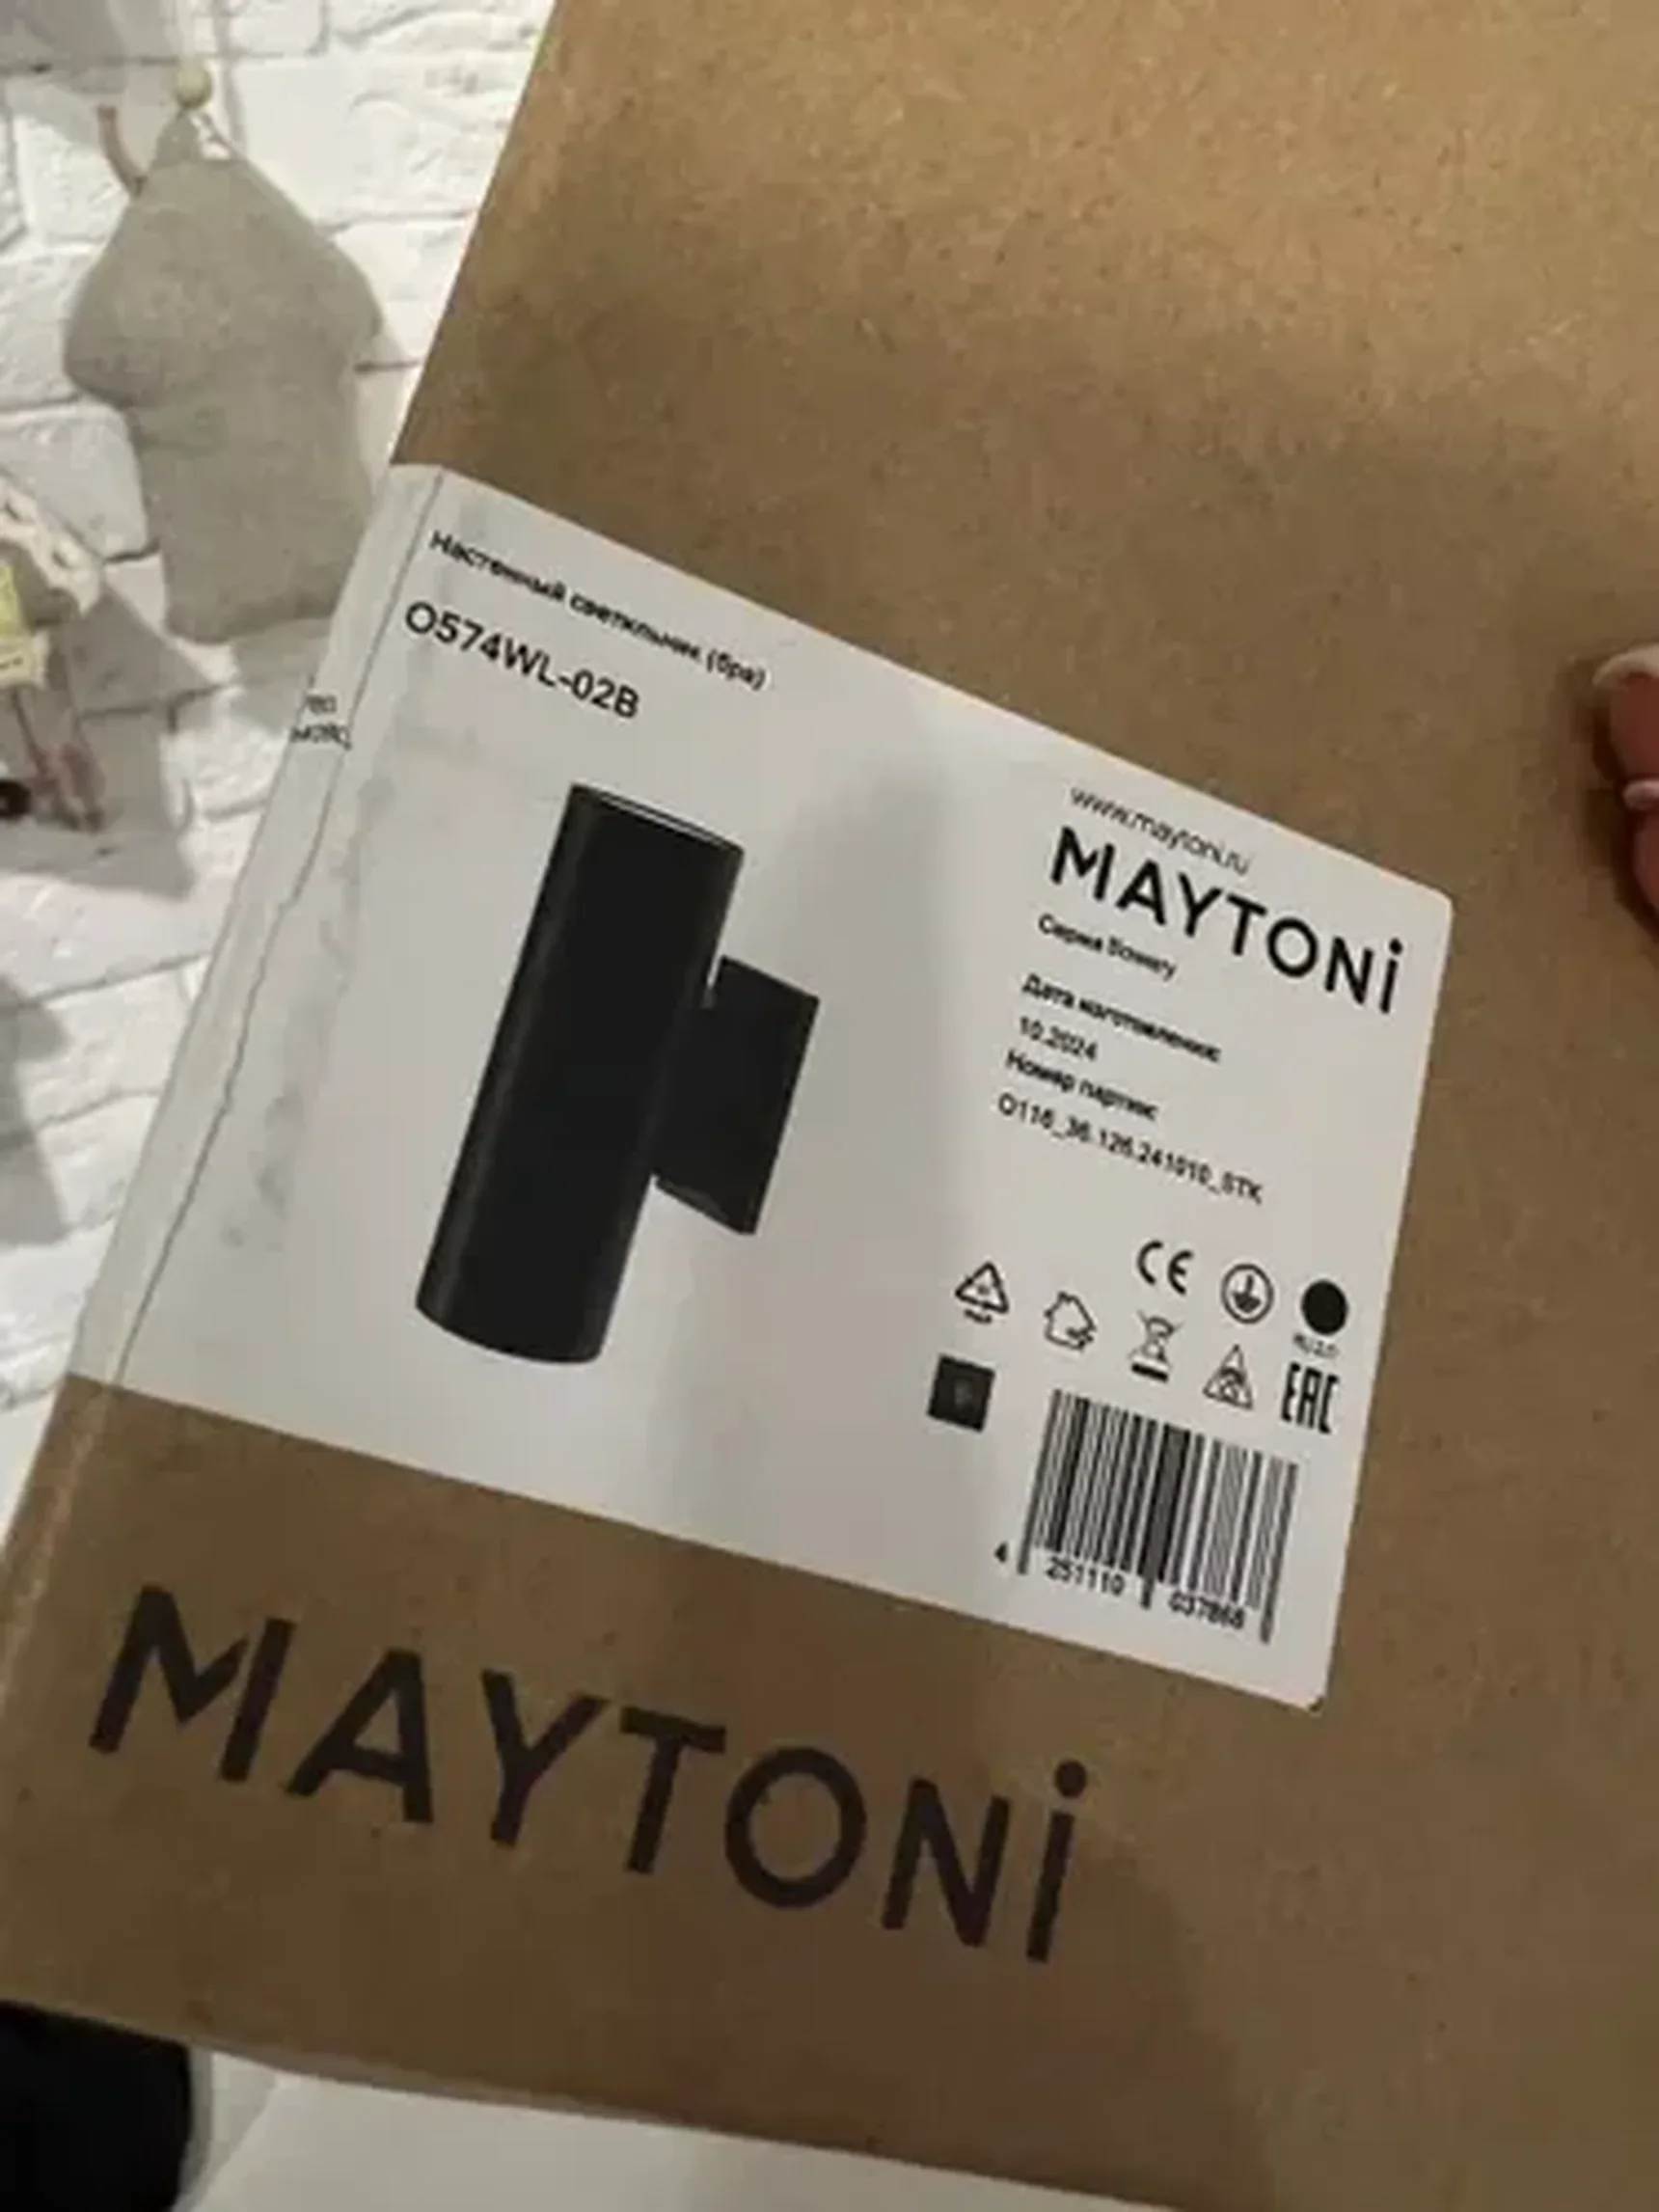 Настенный светильник (бра)
O574WL-02B
www.maytoni.ru
MAYTONi
Серия Bowery
Дата изготовления:
10.2024
Номер партии:
O116_36.126.241010_STK
CE
EAC
4 251110 037868
MAYTONi